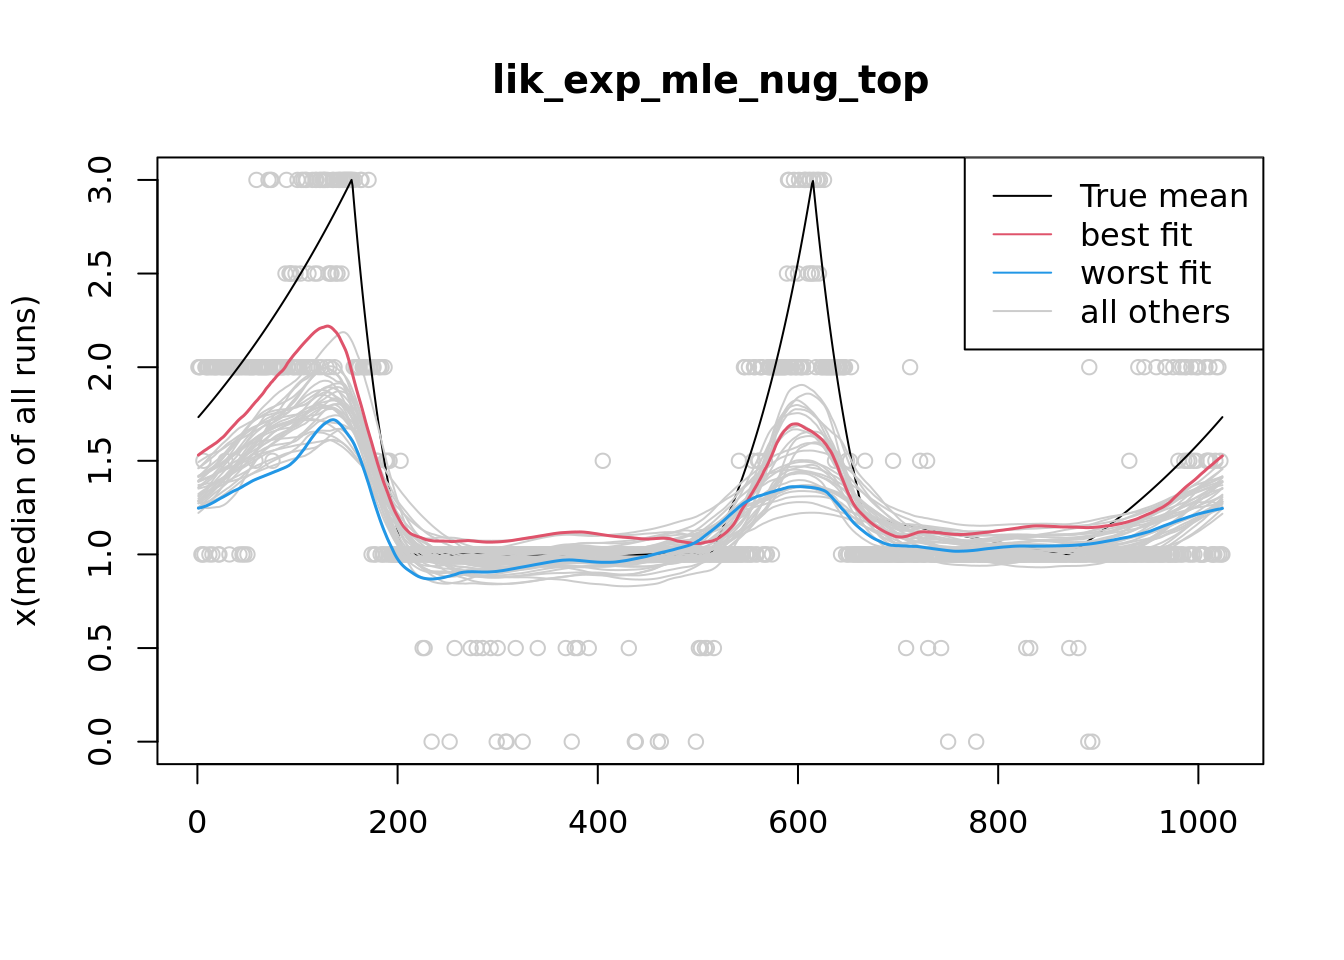 lik_exp_mle_nug_top
x(median of all runs)
3.0
2.5
2.0
1.5
1.0
0.5
0.0
True mean
best fit
worst fit
all others
0 200 400 600 800 1000